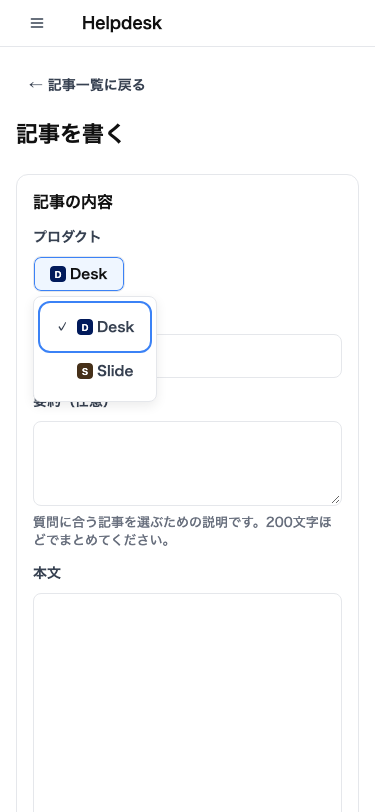 Helpdesk
← 記事一覧に戻る
記事を書く
記事の内容
プロダクト
D Desk
✓ D Desk
S Slide
質問に合う記事を選ぶための説明です。200文字ほ
どでまとめてください。
本文